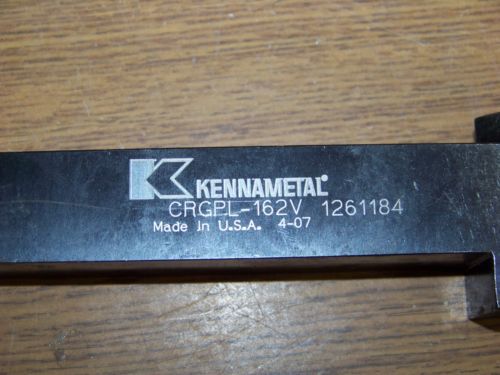 KENNAMETAL®
CRGPL-162V 1261184
Made In U.S.A. 4-07